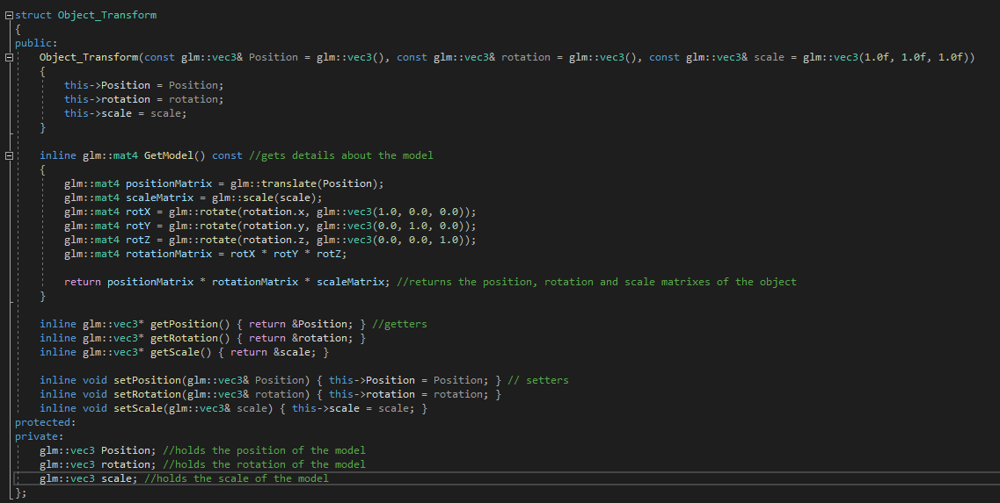 struct Object_Transform
{
public:
    Object_Transform(const glm::vec3& Position = glm::vec3(), const glm::vec3& rotation = glm::vec3(), const glm::vec3& scale = glm::vec3(1.0f, 1.0f, 1.0f))
    {
        this->Position = Position;
        this->rotation = rotation;
        this->scale = scale;
    }

    inline glm::mat4 GetModel() const //gets details about the model
    {
        glm::mat4 positionMatrix = glm::translate(Position);
        glm::mat4 scaleMatrix = glm::scale(scale);
        glm::mat4 rotX = glm::rotate(rotation.x, glm::vec3(1.0, 0.0, 0.0));
        glm::mat4 rotY = glm::rotate(rotation.y, glm::vec3(0.0, 1.0, 0.0));
        glm::mat4 rotZ = glm::rotate(rotation.z, glm::vec3(0.0, 0.0, 1.0));
        glm::mat4 rotationMatrix = rotX * rotY * rotZ;

        return positionMatrix * rotationMatrix * scaleMatrix; //returns the position, rotation and scale matrixes of the object
    }

    inline glm::vec3* getPosition() { return &Position; } //getters
    inline glm::vec3* getRotation() { return &rotation; }
    inline glm::vec3* getScale() { return &scale; }

    inline void setPosition(glm::vec3& Position) { this->Position = Position; } // setters
    inline void setRotation(glm::vec3& rotation) { this->rotation = rotation; }
    inline void setScale(glm::vec3& scale) { this->scale = scale; }
protected:
private:
    glm::vec3 Position; //holds the position of the model
    glm::vec3 rotation; //holds the rotation of the model
    glm::vec3 scale; //holds the scale of the model
};